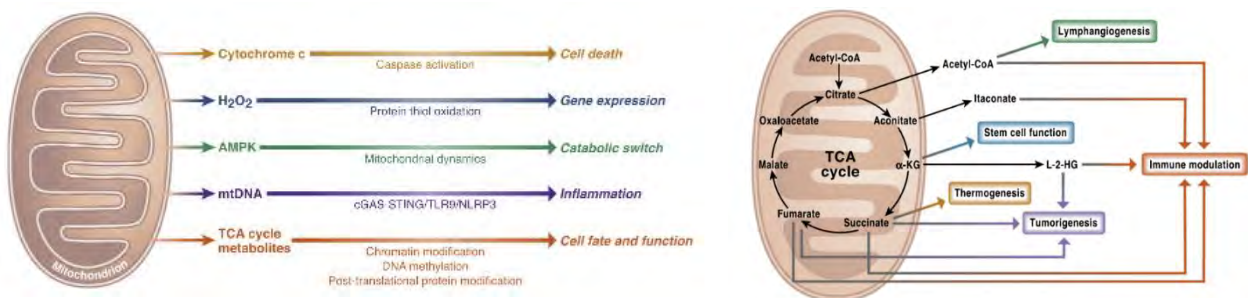 Cytochrome c
Caspase activation
Cell death
H2O2
Protein thiol oxidation
Gene expression
AMPK
Mitochondrial dynamics
Catabolic switch
mtDNA
cGAS-STING/TLR9/NLRP3
Inflammation
TCA cycle
metabolites
Chromatin modification
DNA methylation
Post-translational protein modification
Cell fate and function
Mitochondrion
Lymphangiogenesis
Acetyl-CoA
Acetyl-CoA
Citrate
Itaconate
Oxaloacetate
Aconitate
Stem cell function
TCA
cycle
Malate
α-KG
L-2-HG
Immune modulation
Thermogenesis
Fumarate
Succinate
Tumorigenesis